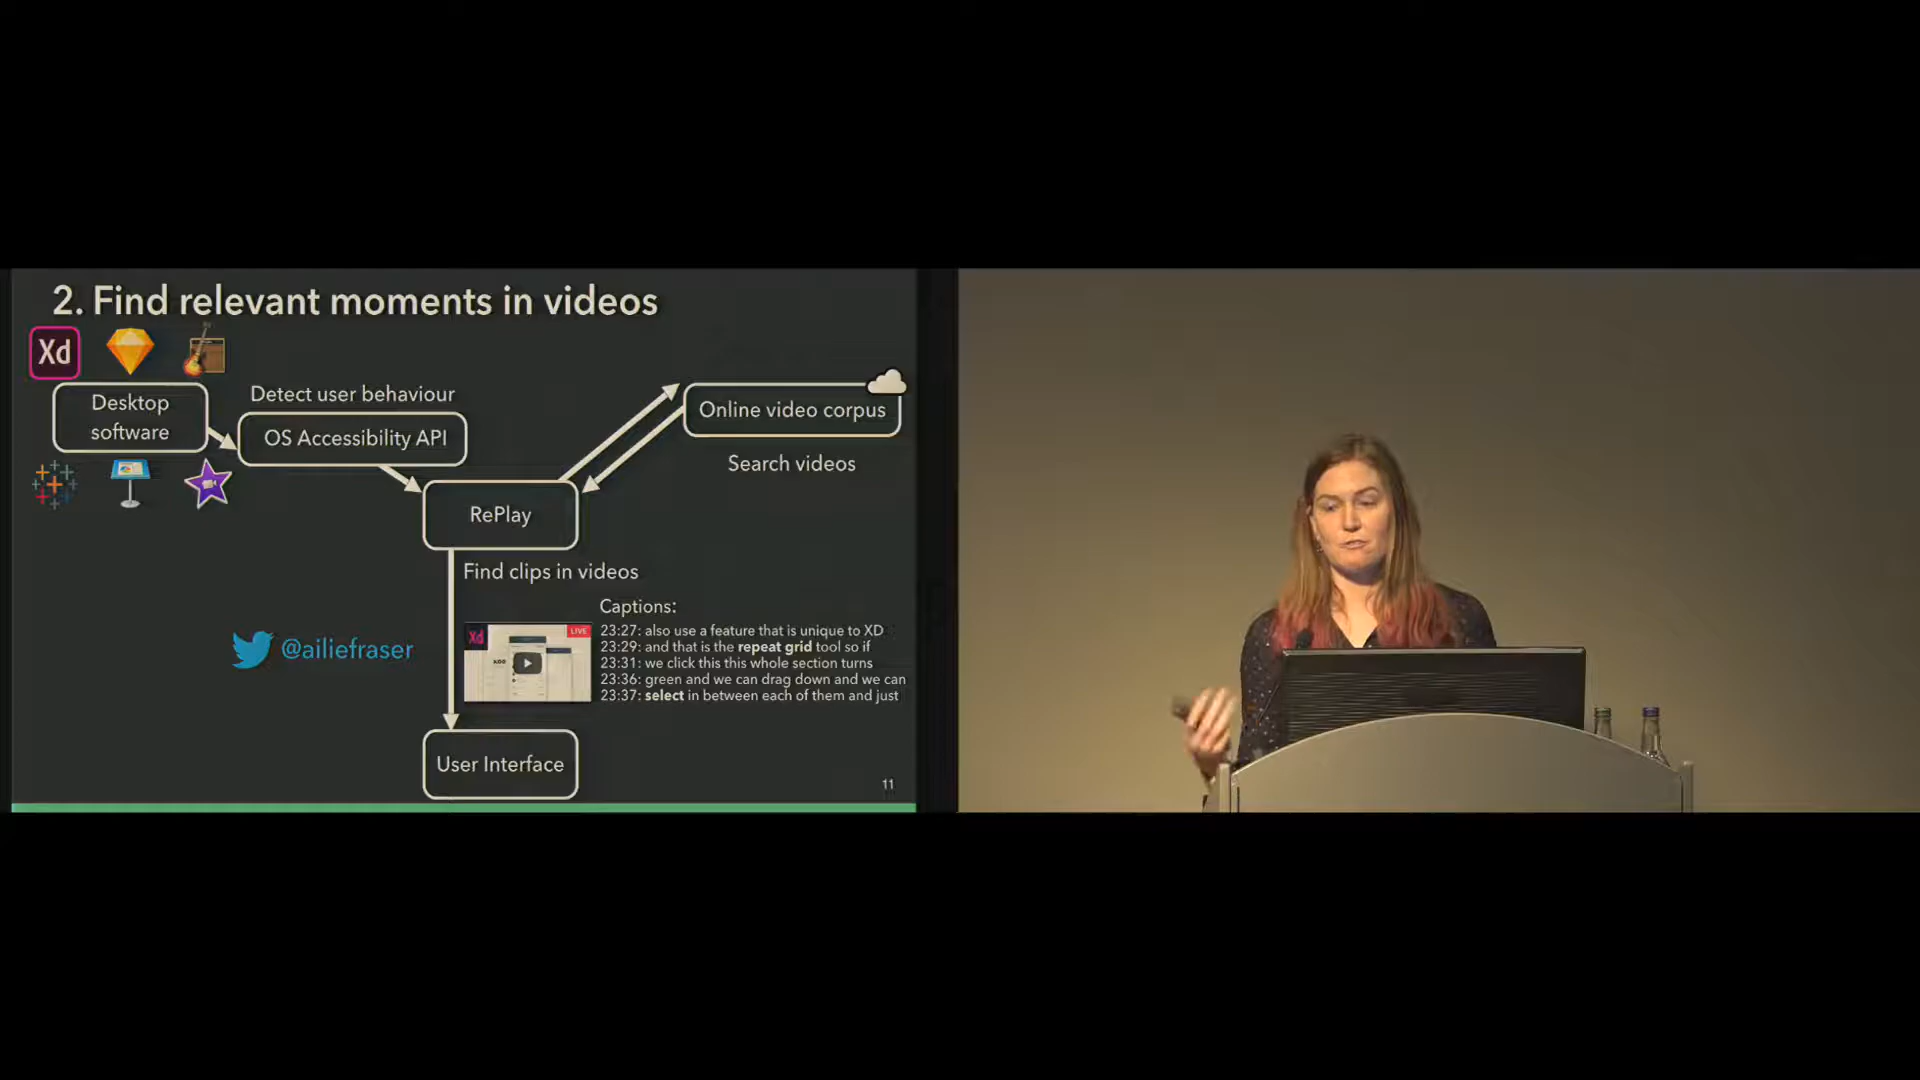 2. Find relevant moments in videos
Xd
Desktop
software
Detect user behaviour
OS Accessibility API
Online video corpus
Search videos
RePlay
Find clips in videos
Captions:
Xd
LIVE
23:27: also use a feature that is unique to XD
23:29: and that is the repeat grid tool so if
23:31: we click this this whole section turns
23:36: green and we can drag down and we can
23:37: select in between each of them and just
@ailiefraser
User Interface
11